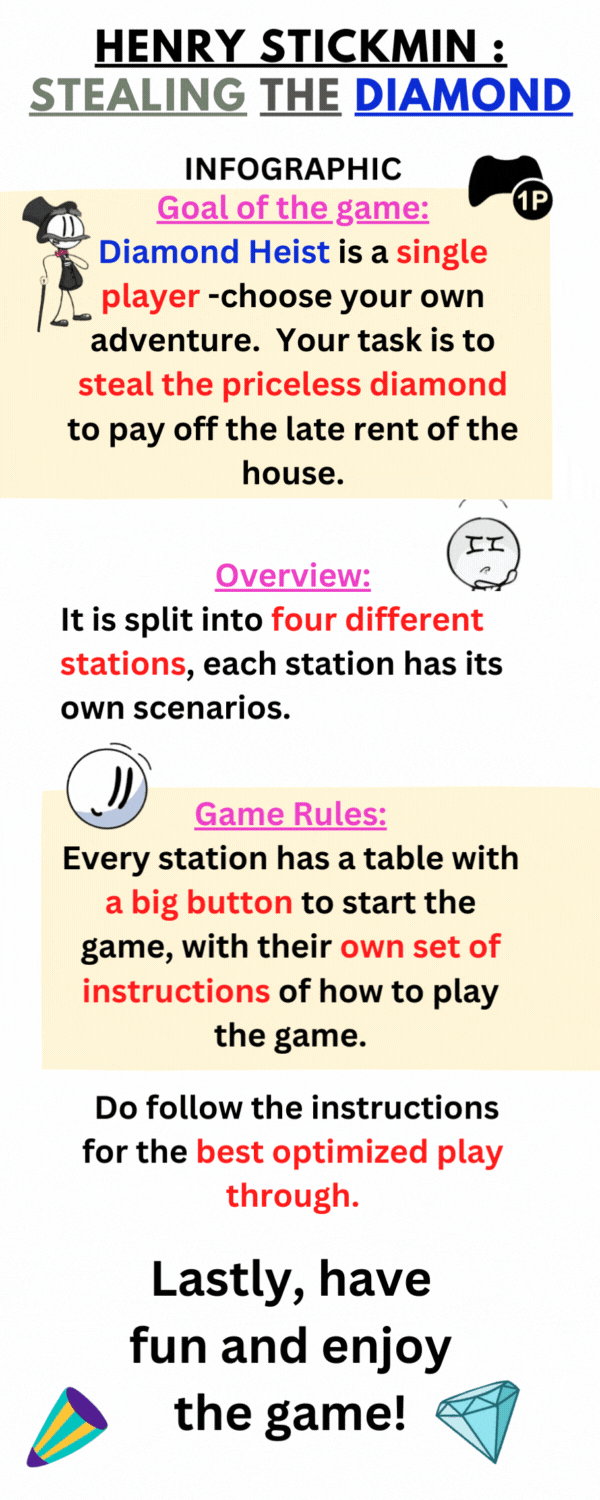 HENRY STICKMIN :
STEALING THE DIAMOND
INFOGRAPHIC
1P
Goal of the game:
Diamond Heist is a single
player -choose your own
adventure. Your task is to
steal the priceless diamond
to pay off the late rent of the
house.
Overview:
It is split into four different
stations, each station has its
own scenarios.
Game Rules:
Every station has a table with
a big button to start the
game, with their own set of
instructions of how to play
the game.
Do follow the instructions
for the best optimized play
through.
Lastly, have
fun and enjoy
the game!